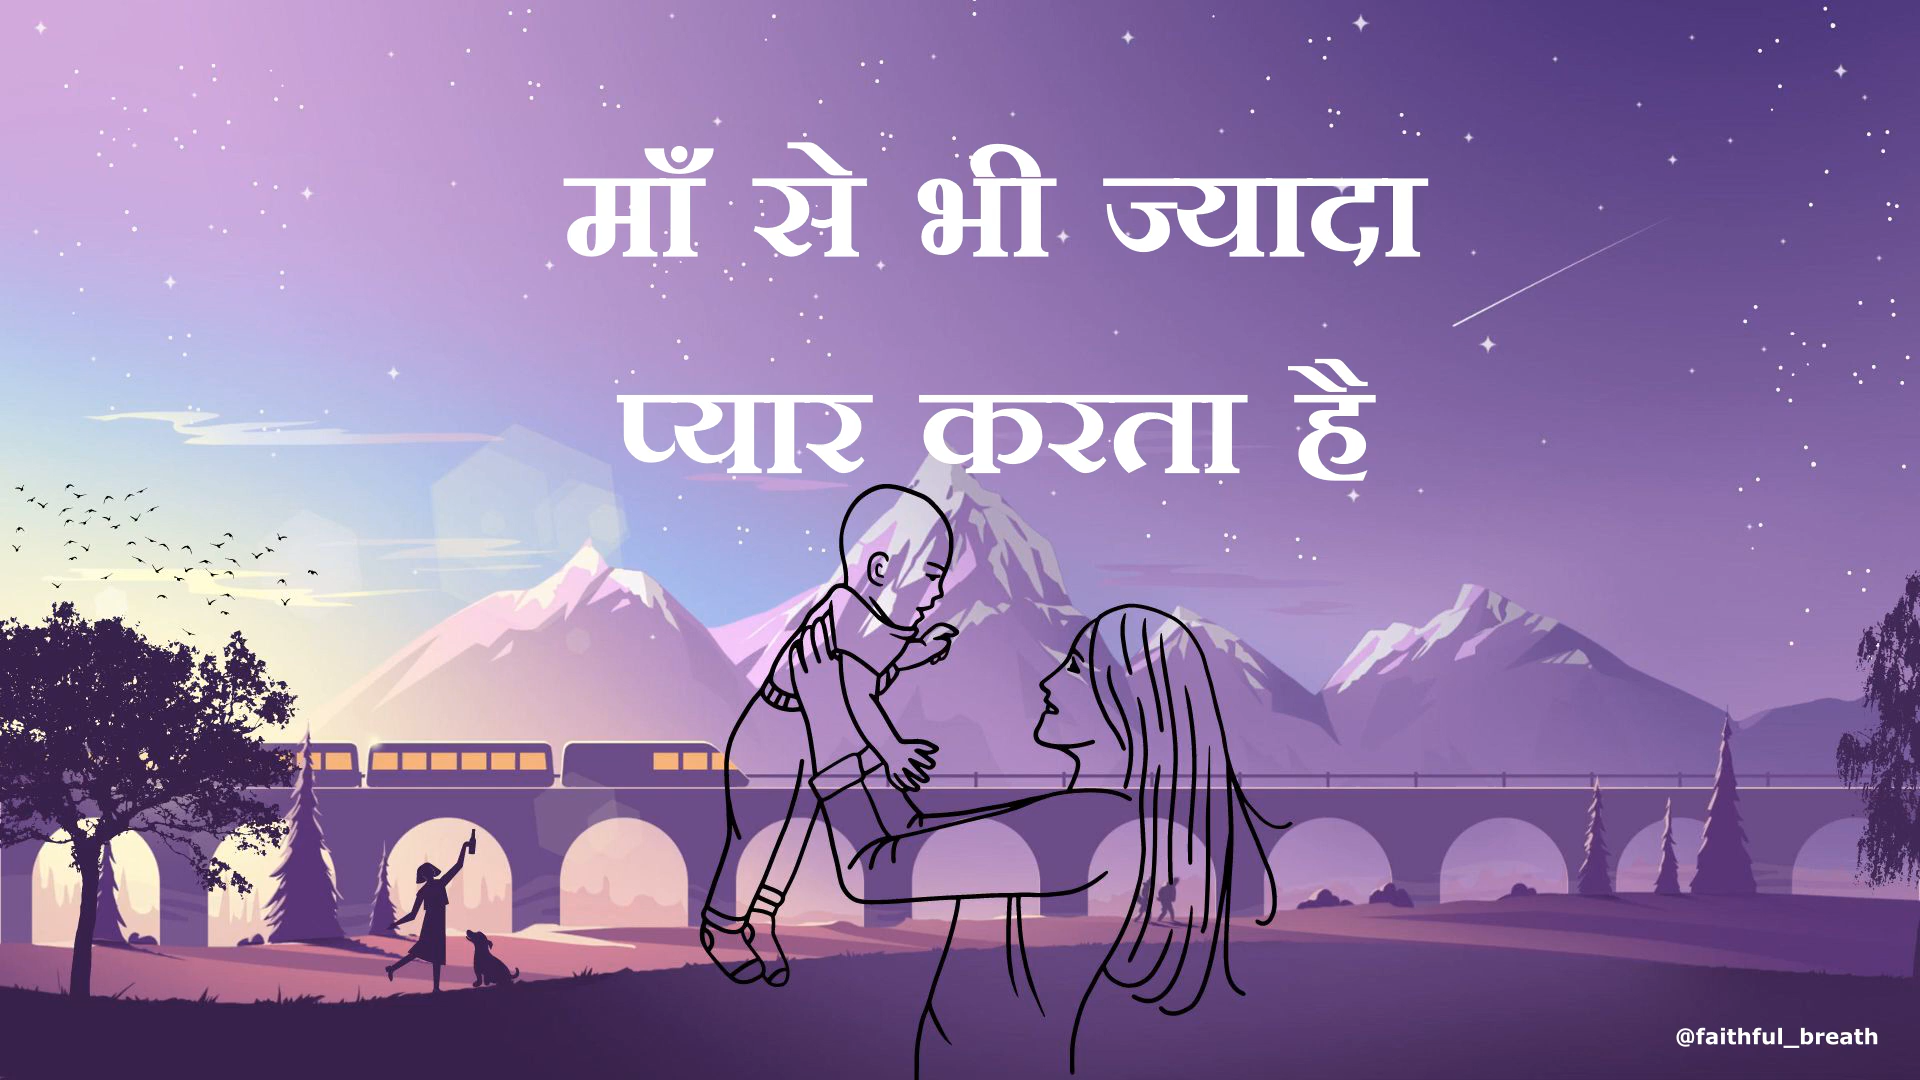 माँ से भी ज्यादा
प्यार करता है
@faithful_breath